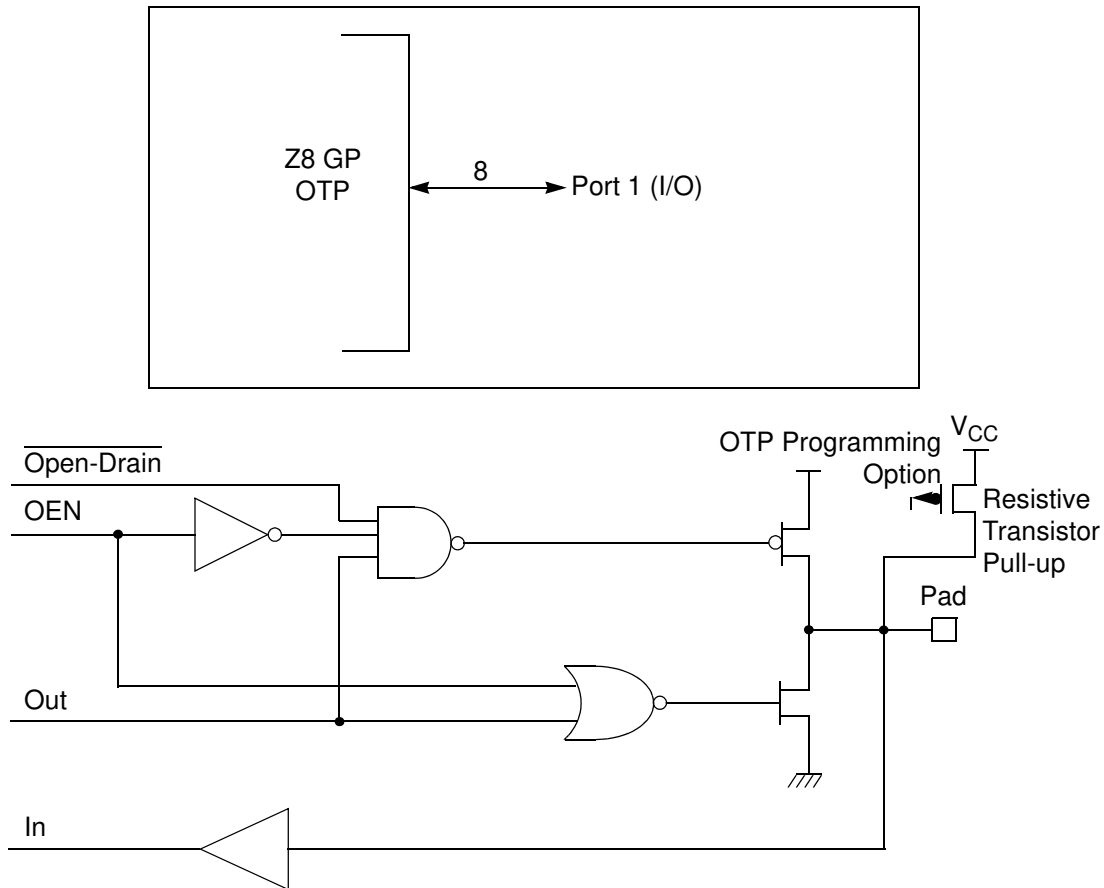 Z8 GP
OTP
8
Port 1 (I/O)
Open-Drain
OEN
Out
In
OTP Programming
Option
VCC
Resistive
Transistor
Pull-up
Pad